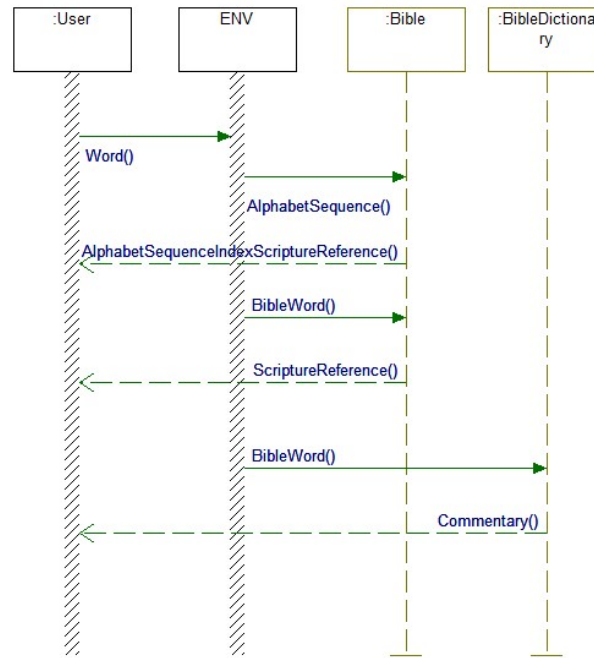 :User
ENV
:Bible
:BibleDictiona
ry
Word()
AlphabetSequence()
AlphabetSequenceIndexScriptureReference()
BibleWord()
ScriptureReference()
BibleWord()
Commentary()